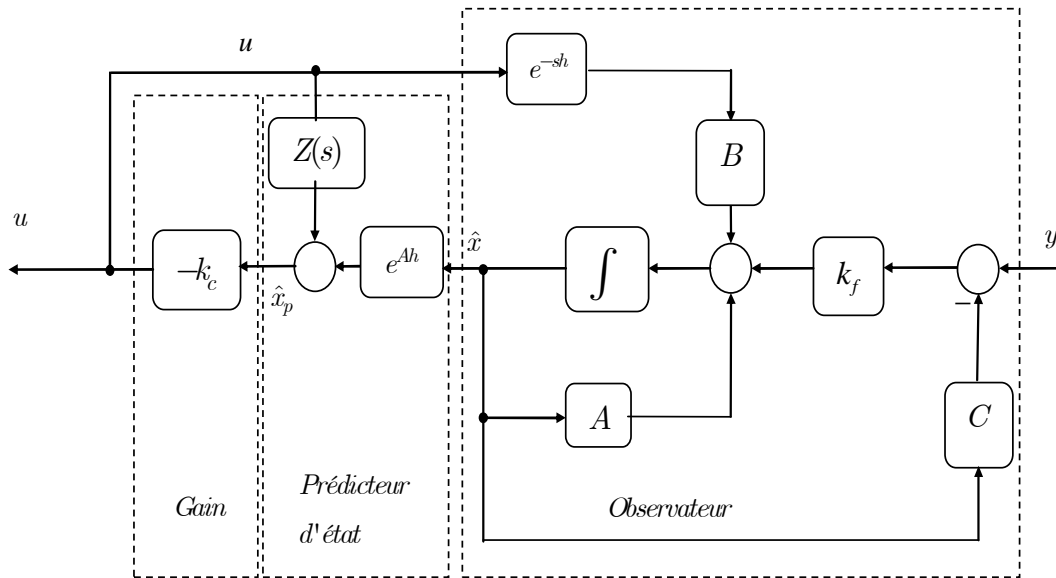 u
e^{-sh}
Z(s)
B
u
y
-k_c
x̂_p
e^{Ah}
x̂
∫
k_f
−
A
C
Gain
Prédicteur
d'état
Observateur